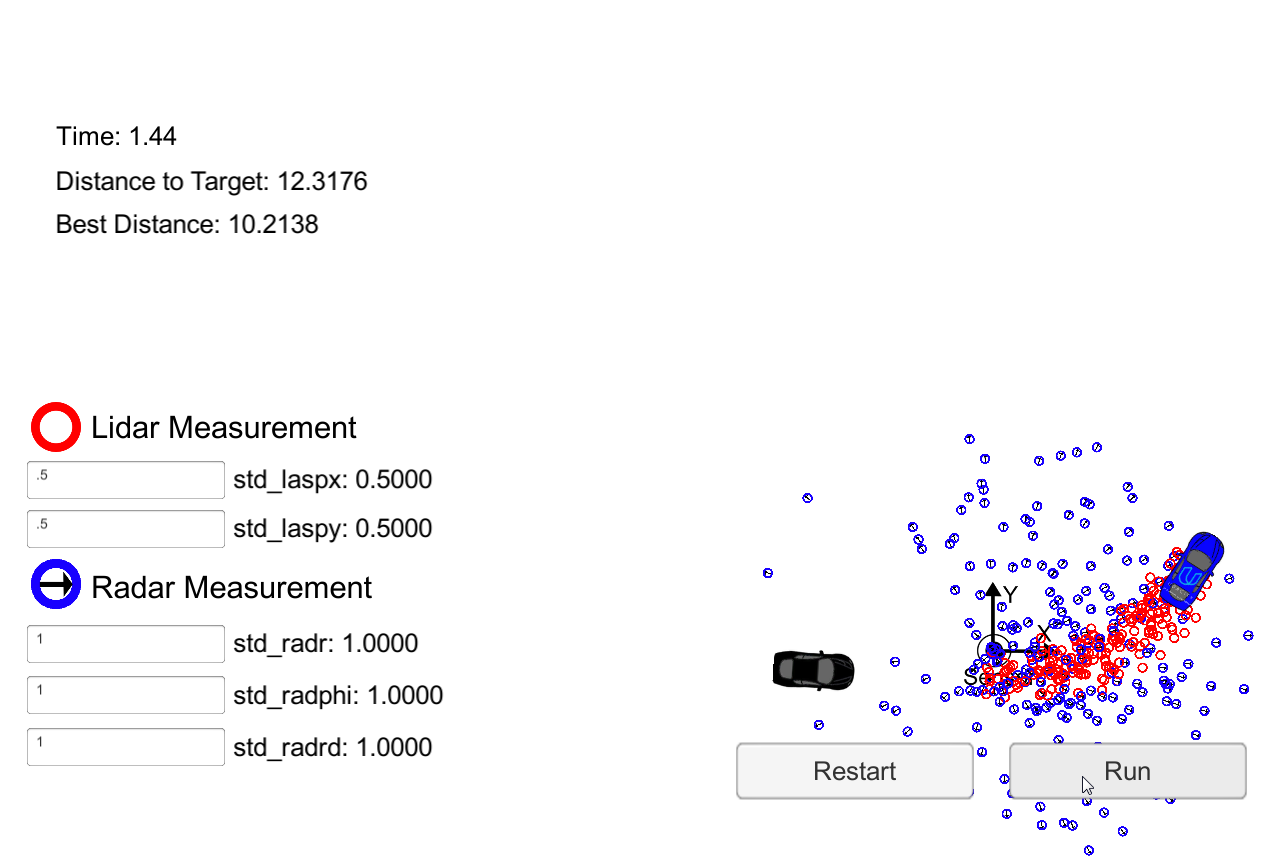 Time: 1.44
Distance to Target: 12.3176
Best Distance: 10.2138
Lidar Measurement
.5
std_laspx: 0.5000
.5
std_laspy: 0.5000
Radar Measurement
1
std_radr: 1.0000
1
std_radphi: 1.0000
1
std_radrd: 1.0000
Y
X
Restart
Run